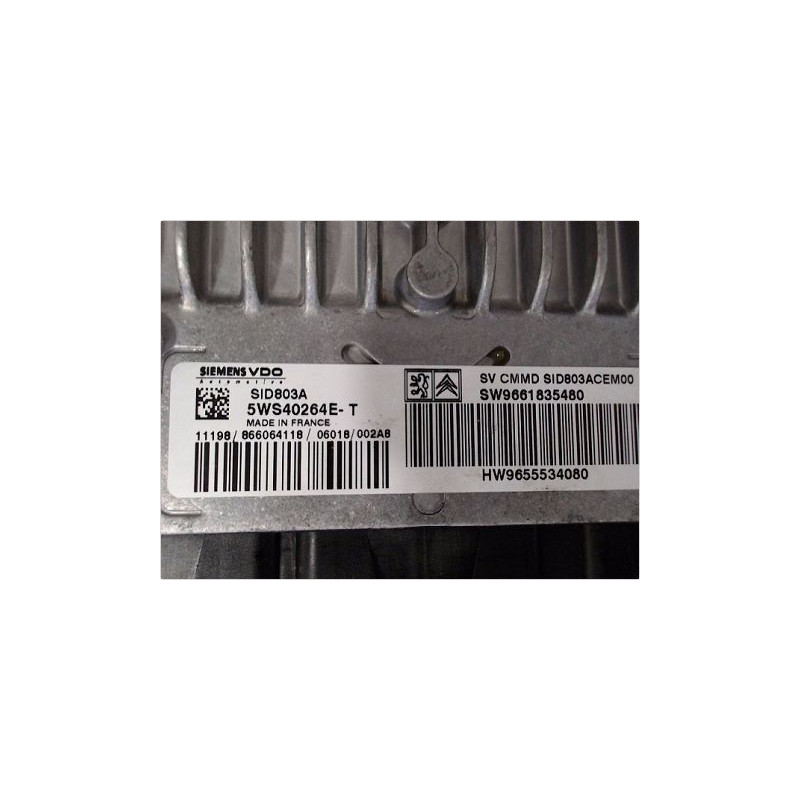 SIEMENS VDO
Automotive
SID803A
5WS40264E- T
MADE IN FRANCE
11198/ 866064118/ 06018/ 002A8
SV CMMD SID803ACEM00
SW9661835480
HW9655534080